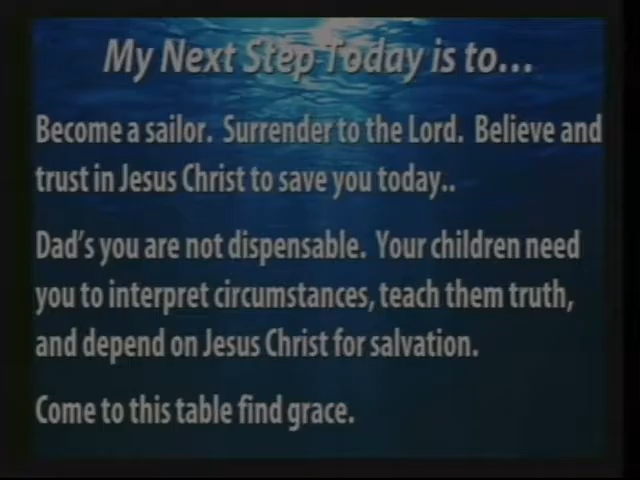 My Next Step Today is to...
Become a sailor. Surrender to the Lord. Believe and
trust in Jesus Christ to save you today..
Dad's you are not dispensable. Your children need
you to interpret circumstances, teach them truth,
and depend on Jesus Christ for salvation.
Come to this table find grace.